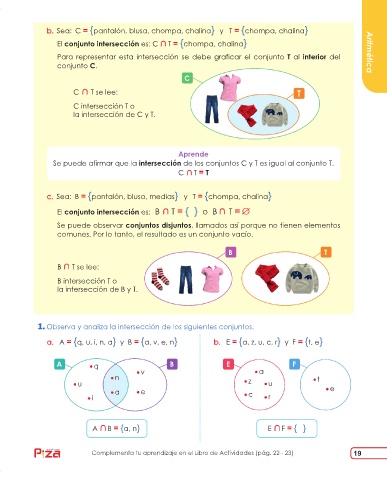 b. Sea: C = {pantalón, blusa, chompa, chalina} y T = {chompa, chalina}
El conjunto intersección es: C ∩ T = {chompa, chalina}
Para representar esta intersección se debe graficar el conjunto T al interior del
conjunto C.
Aritmética
C
T
C ∩ T se lee:
C intersección T o
la intersección de C y T.
Aprende
Se puede afirmar que la intersección de los conjuntos C y T es igual al conjunto T.
C ∩ T = T
c. Sea: B = {pantalón, blusa, medias} y T = {chompa, chalina}
El conjunto intersección es: B ∩ T = { } o B ∩ T = ∅
Se puede observar conjuntos disjuntos, llamados así porque no tienen elementos
comunes. Por lo tanto, el resultado es un conjunto vacío.
B
T
B ∩ T se lee:
B intersección T o
la intersección de B y T.
1. Observa y analiza la intersección de los siguientes conjuntos.
a. A = {q, u, i, n, a} y B = {a, v, e, n}
b. E = {a, z, u, c, r} y F = {f, e}
A
B
q
u
i
n
a
v
e
E
F
a
z
u
c
r
f
e
A ∩ B = {a, n}
E ∩ F = { }
Piza
Complementa tu aprendizaje en el Libro de Actividades (pág. 22 - 23)
19